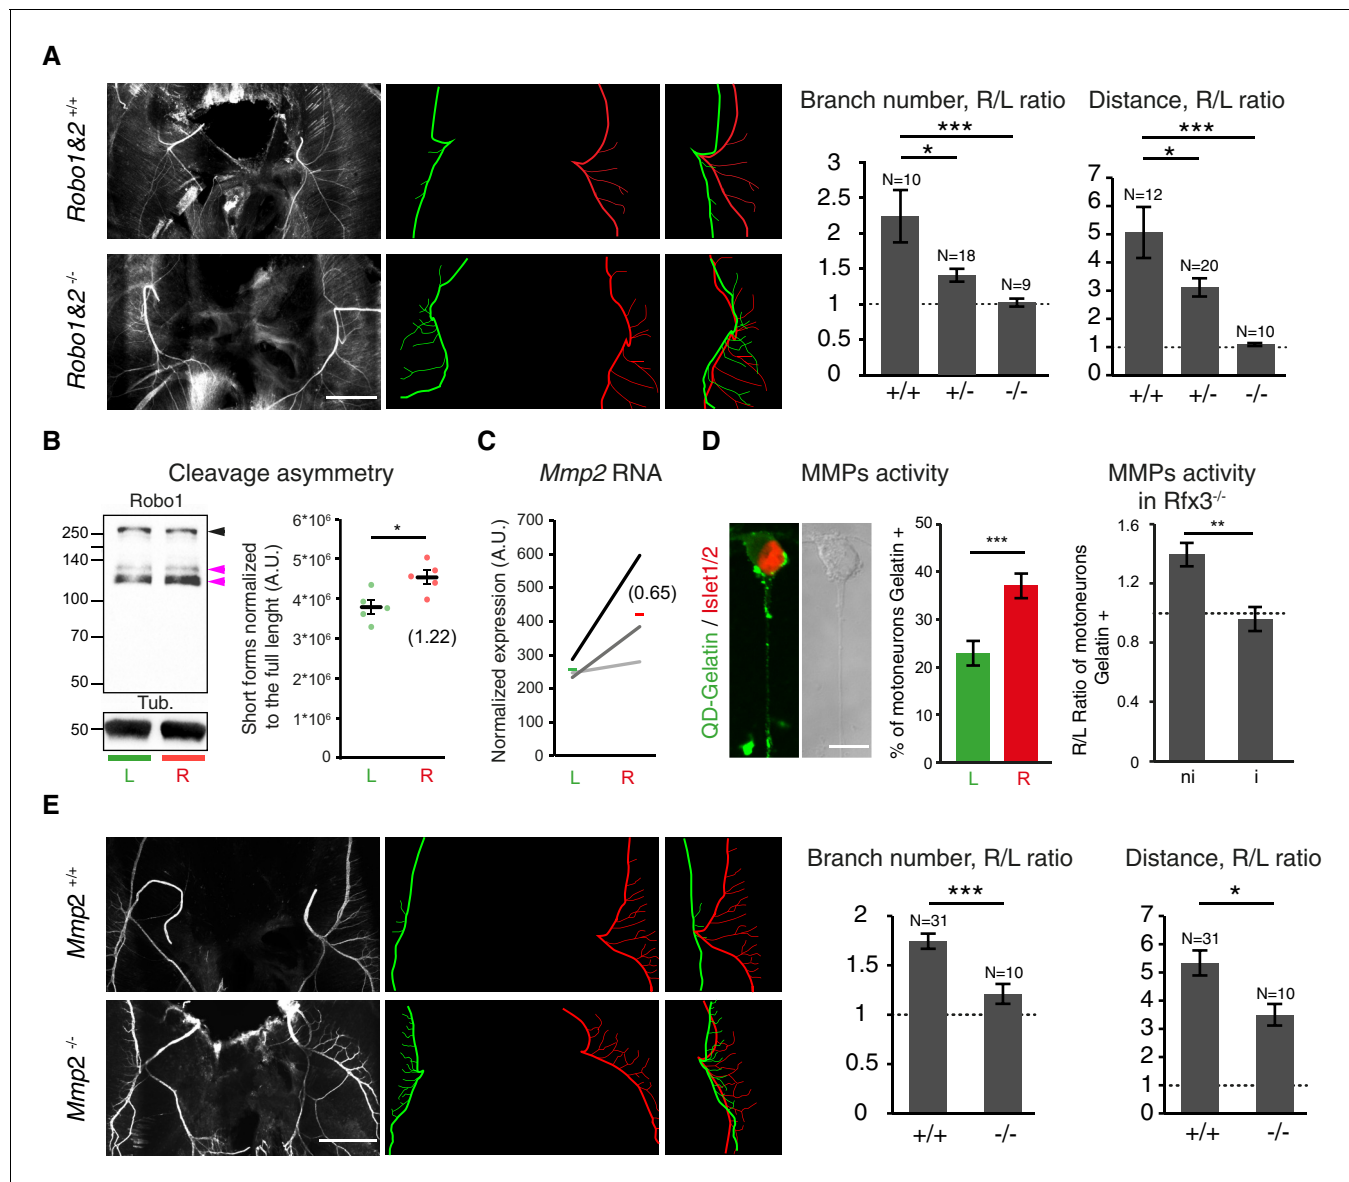 A
Robo1&2 +/+
Robo1&2 -/-
Branch number, R/L ratio
***
*
3
2.5
2
1.5
1
0.5
0
N=10
N=18
N=9
+/+ +/- -/-
Distance, R/L ratio
***
*
7
6
5
4
3
2
1
0
N=12
N=20
N=10
+/+ +/- -/-
B
Cleavage asymmetry
Robo1
250
140
100
70
50
Tub.
50
L R
Short forms normalized
to the full lenght (A.U.)
6*10⁶
5*10⁶
4*10⁶
3*10⁶
2*10⁶
1*10⁶
0
*
(1.22)
L R
C
Mmp2 RNA
Normalized expression (A.U.)
700
600
500
400
300
200
100
0
(0.65)
L R
D
MMPs activity
QD-Gelatin / Islet1/2
% of motoneurons Gelatin +
50
40
30
20
10
0
***
L R
MMPs activity
in Rfx3-/-
R/L Ratio of motoneurons
Gelatin +
1.6
1.2
0.8
0.4
0
**
ni i
E
Mmp2 +/+
Mmp2 -/-
Branch number, R/L ratio
***
2
1.5
1
0.5
0
N=31
N=10
+/+ -/-
Distance, R/L ratio
*
7
6
5
4
3
2
1
0
N=31
N=10
+/+ -/-